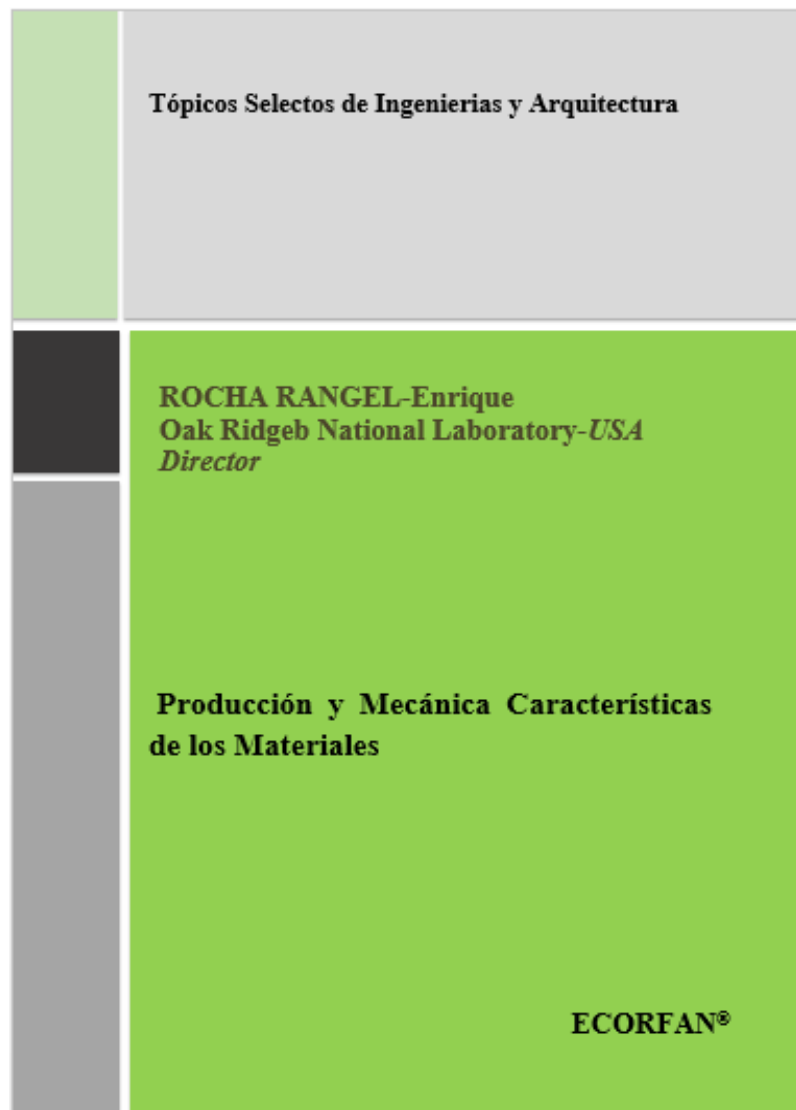 Tópicos Selectos de Ingenierias y Arquitectura
ROCHA RANGEL-Enrique
Oak Ridgeb National Laboratory-USA
Director
Producción y Mecánica Características
de los Materiales
ECORFAN®